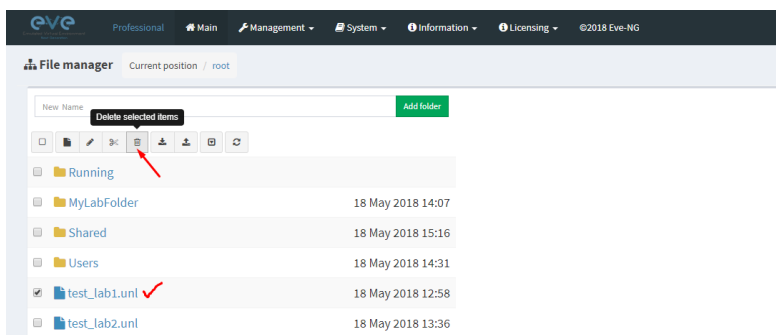 eve Professional Main Management System Information Licensing ©2018 Eve-NG
File manager Current position / root
New Name Add folder
Delete selected items
Running
MyLabFolder 18 May 2018 14:07
Shared 18 May 2018 15:16
Users 18 May 2018 14:31
test_lab1.unl 18 May 2018 12:58
test_lab2.unl 18 May 2018 13:36